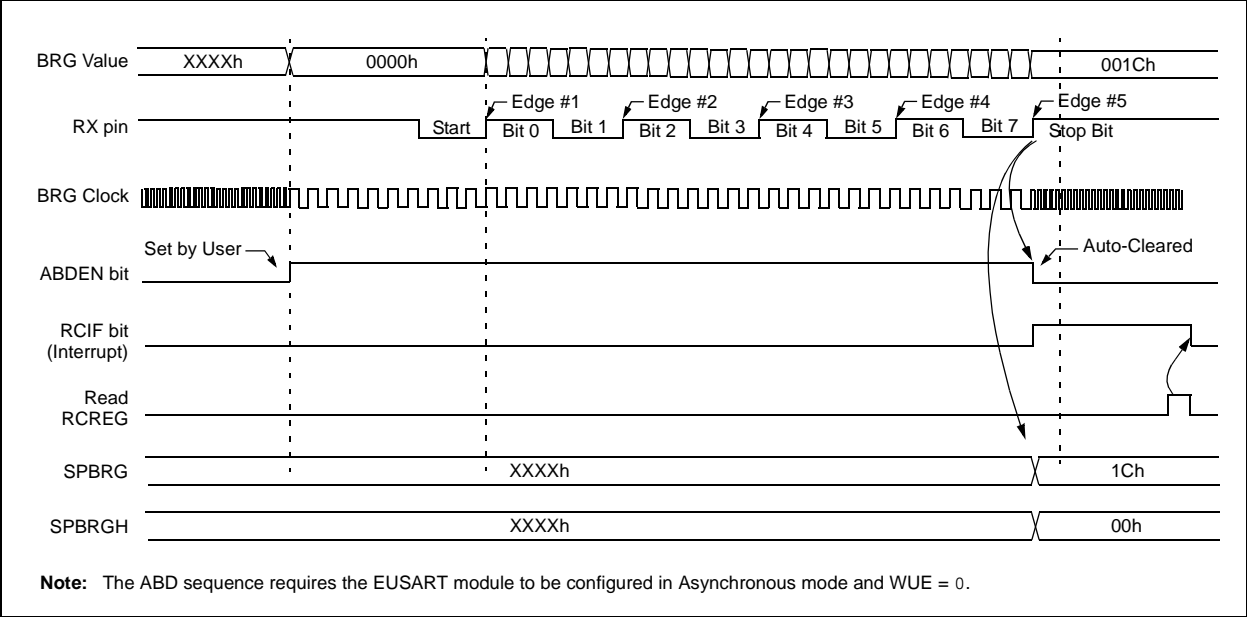 BRG Value XXXXh 0000h 001Ch
Edge #1 Edge #2 Edge #3 Edge #4 Edge #5
RX pin Start Bit 0 Bit 1 Bit 2 Bit 3 Bit 4 Bit 5 Bit 6 Bit 7 Stop Bit
BRG Clock
Set by User Auto-Cleared
ABDEN bit
RCIF bit
(Interrupt)
Read
RCREG
SPBRG XXXXh 1Ch
SPBRGH XXXXh 00h
Note: The ABD sequence requires the EUSART module to be configured in Asynchronous mode and WUE = 0.